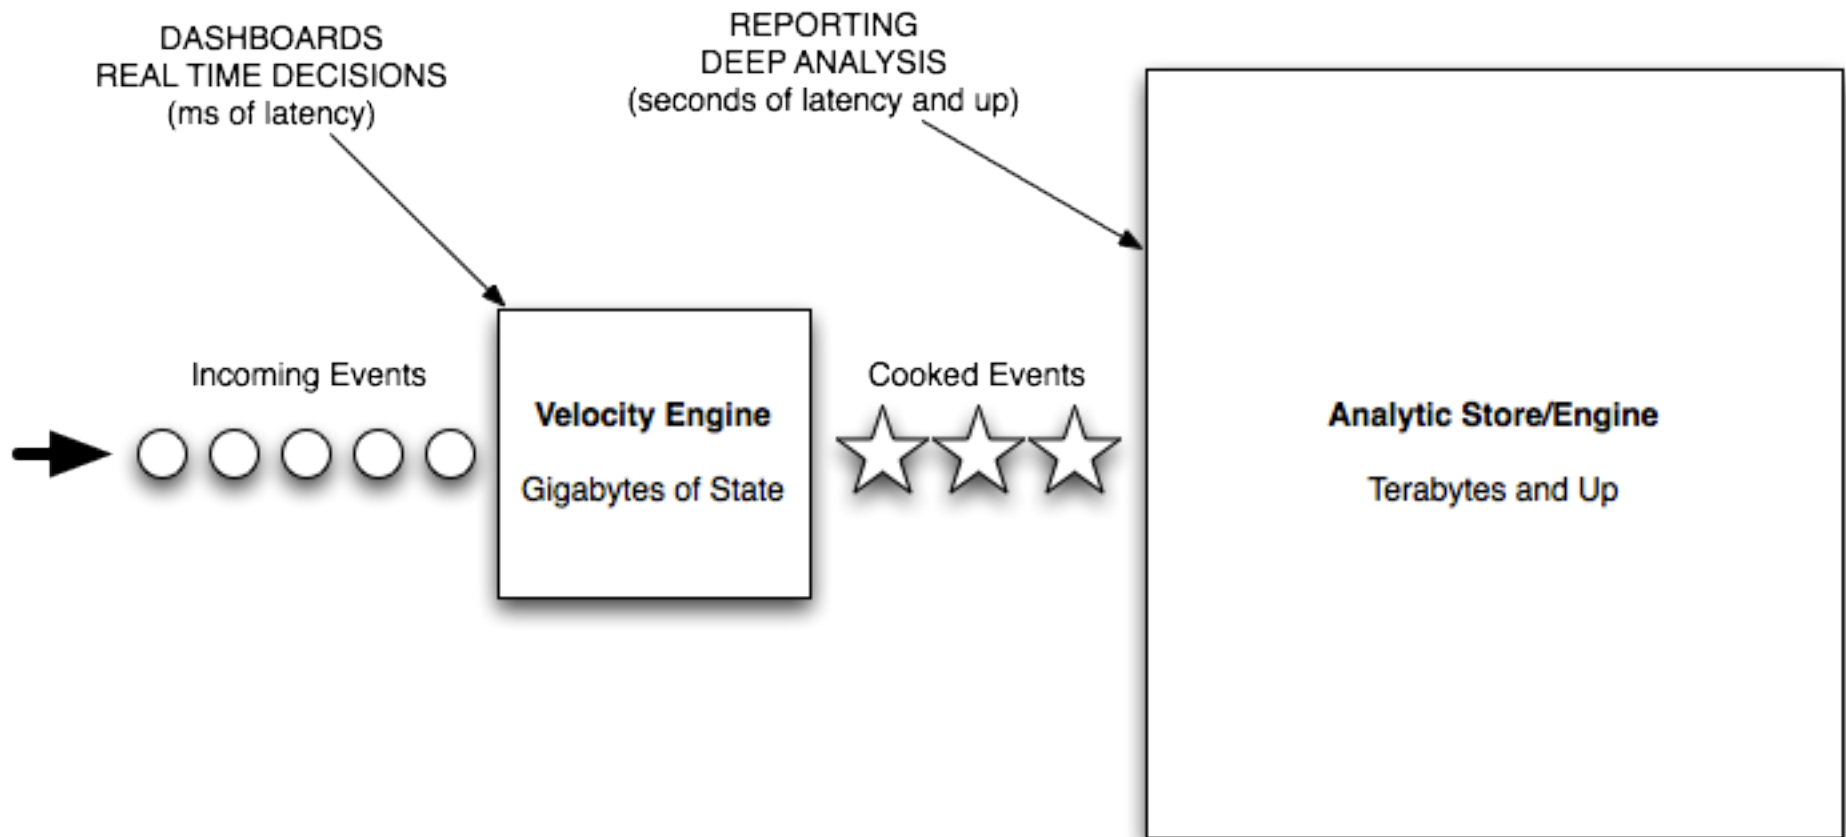 DASHBOARDS
REAL TIME DECISIONS
(ms of latency)
REPORTING
DEEP ANALYSIS
(seconds of latency and up)
Incoming Events
Velocity Engine
Gigabytes of State
Cooked Events
Analytic Store/Engine
Terabytes and Up